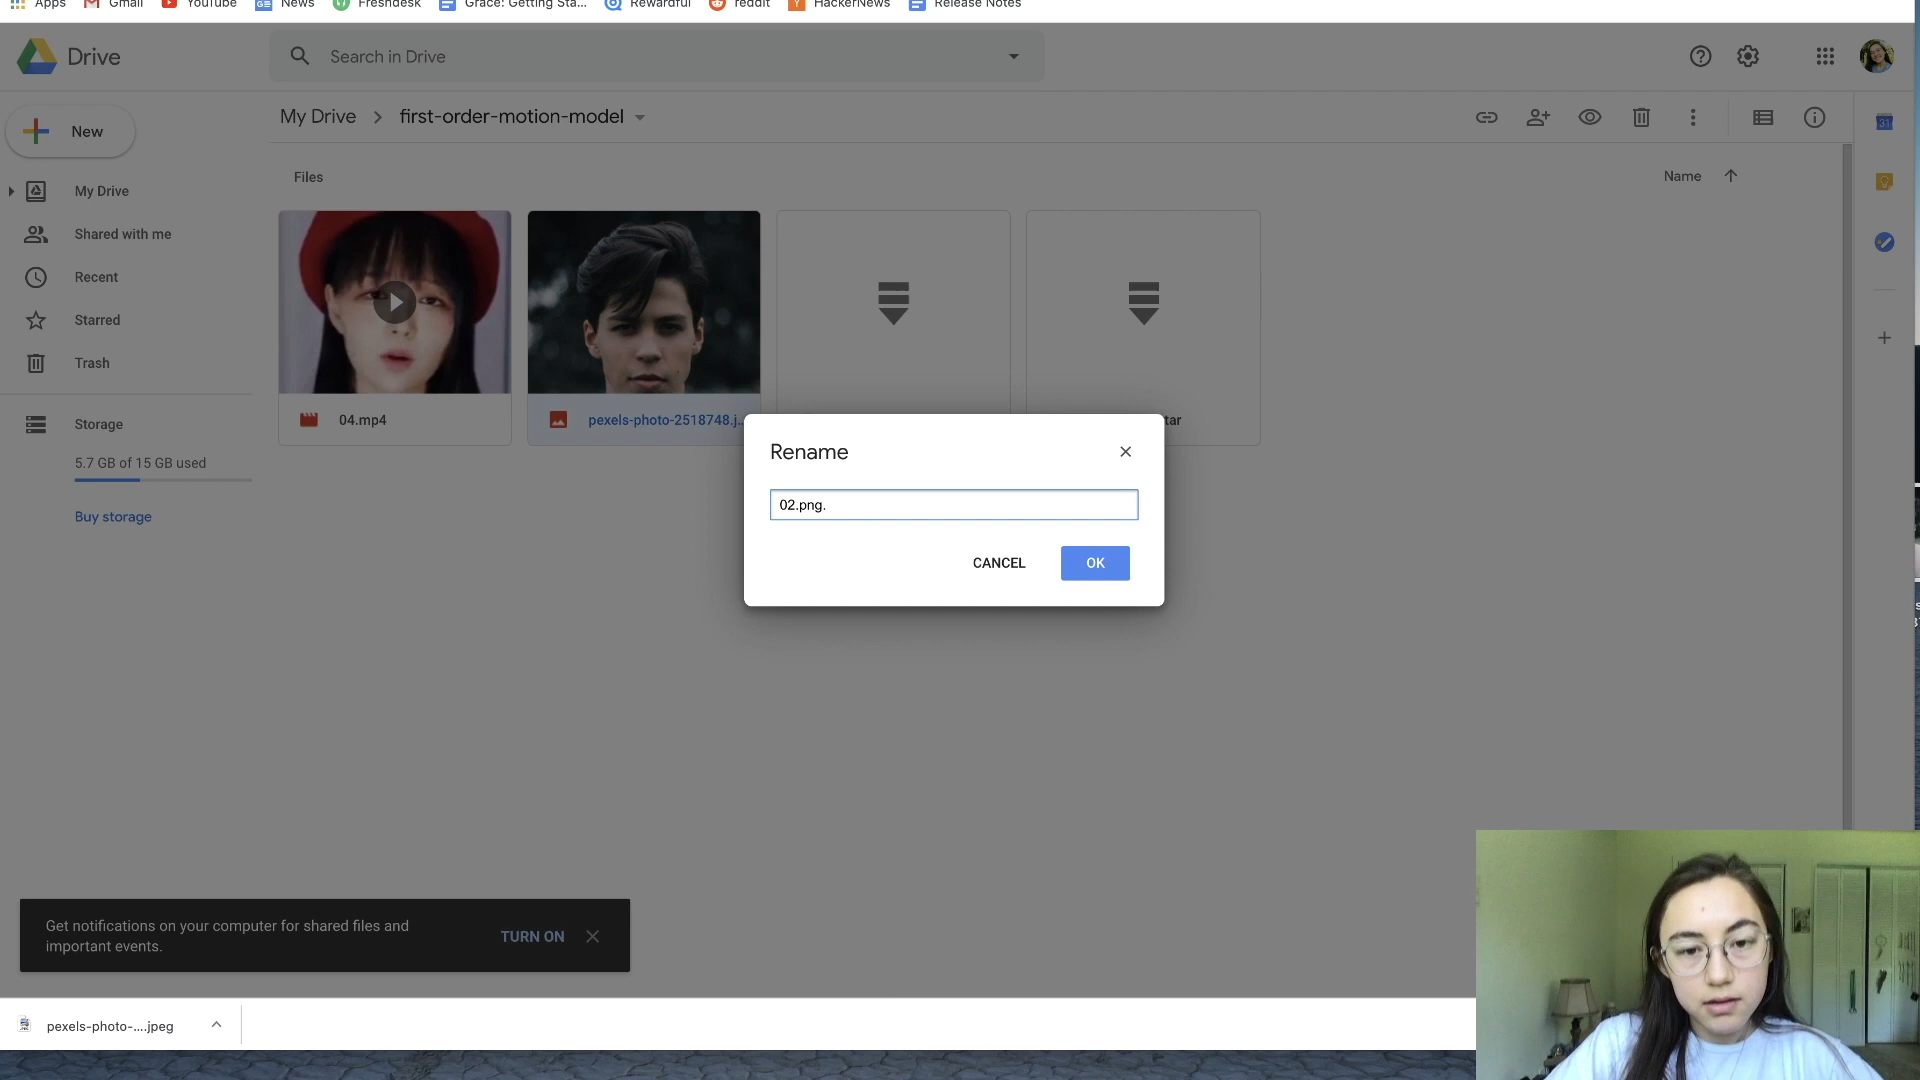 Apps Gmail YouTube News Freshdesk Grace: Getting Sta... Rewardful reddit HackerNews Release Notes
Drive
Search in Drive
New
My Drive
first-order-motion-model
My Drive
Shared with me
Recent
Starred
Trash
Storage
5.7 GB of 15 GB used
Buy storage
Files
Name
31
04.mp4
pexels-photo-2518748.j...
tar
Rename
02.png.
CANCEL
OK
Get notifications on your computer for shared files and
important events.
TURN ON
pexels-photo-....jpeg